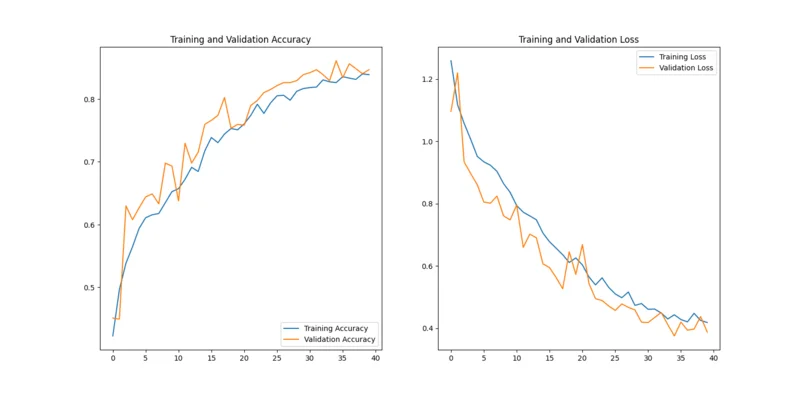 Training and Validation Accuracy
0.8
0.7
0.6
0.5
Training Accuracy
Validation Accuracy
0 5 10 15 20 25 30 35 40
Training and Validation Loss
Training Loss
Validation Loss
1.2
1.0
0.8
0.6
0.4
0 5 10 15 20 25 30 35 40